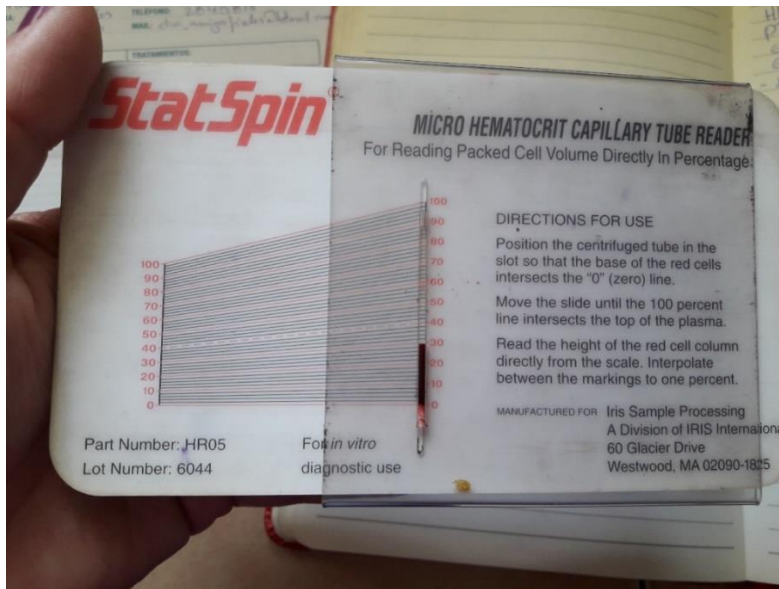 TELÉFONO:
MAIL:
TRATAMIENTOS:
StatSpin®
MICRO HEMATOCRIT CAPILLARY TUBE READER
For Reading Packed Cell Volume Directly In Percentage
100
90
80
70
60
50
40
30
20
10
0
100
90
80
70
60
50
40
30
20
10
0
DIRECTIONS FOR USE
Position the centrifuged tube in the
slot so that the base of the red cells
intersects the "0" (zero) line.
Move the slide until the 100 percent
line intersects the top of the plasma.
Read the height of the red cell column
directly from the scale. Interpolate
between the markings to one percent.
MANUFACTURED FOR Iris Sample Processing
A Division of IRIS Internationa
60 Glacier Drive
Westwood, MA 02090-1825
Part Number: HR05
Lot Number: 6044
For in vitro
diagnostic use